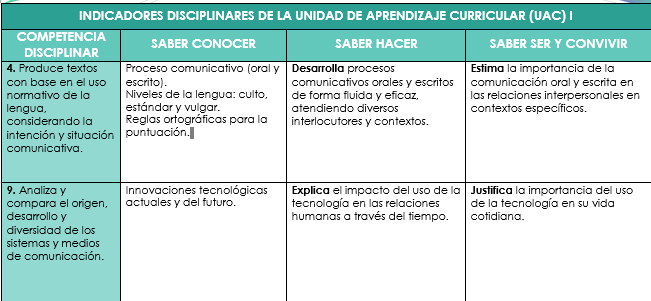 INDICADORES DISCIPLINARES DE LA UNIDAD DE APRENDIZAJE CURRICULAR (UAC) I
COMPETENCIA
DISCIPLINAR
SABER CONOCER
SABER HACER
SABER SER Y CONVIVIR
4. Produce textos
con base en el uso
normativo de la
lengua,
considerando la
intención y situación
comunicativa.
Proceso comunicativo (oral y
escrito).
Niveles de la lengua: culto,
estándar y vulgar.
Reglas ortográficas para la
puntuación.
Desarrolla procesos
comunicativos orales y escritos
de forma fluida y eficaz,
atendiendo diversos
interlocutores y contextos.
Estima la importancia de la
comunicación oral y escrita en
las relaciones interpersonales en
contextos específicos.
9. Analiza y
compara el origen,
desarrollo y
diversidad de los
sistemas y medios
de comunicación.
Innovaciones tecnológicas
actuales y del futuro.
Explica el impacto del uso de la
tecnología en las relaciones
humanas a través del tiempo.
Justifica la importancia del uso
de la tecnología en su vida
cotidiana.